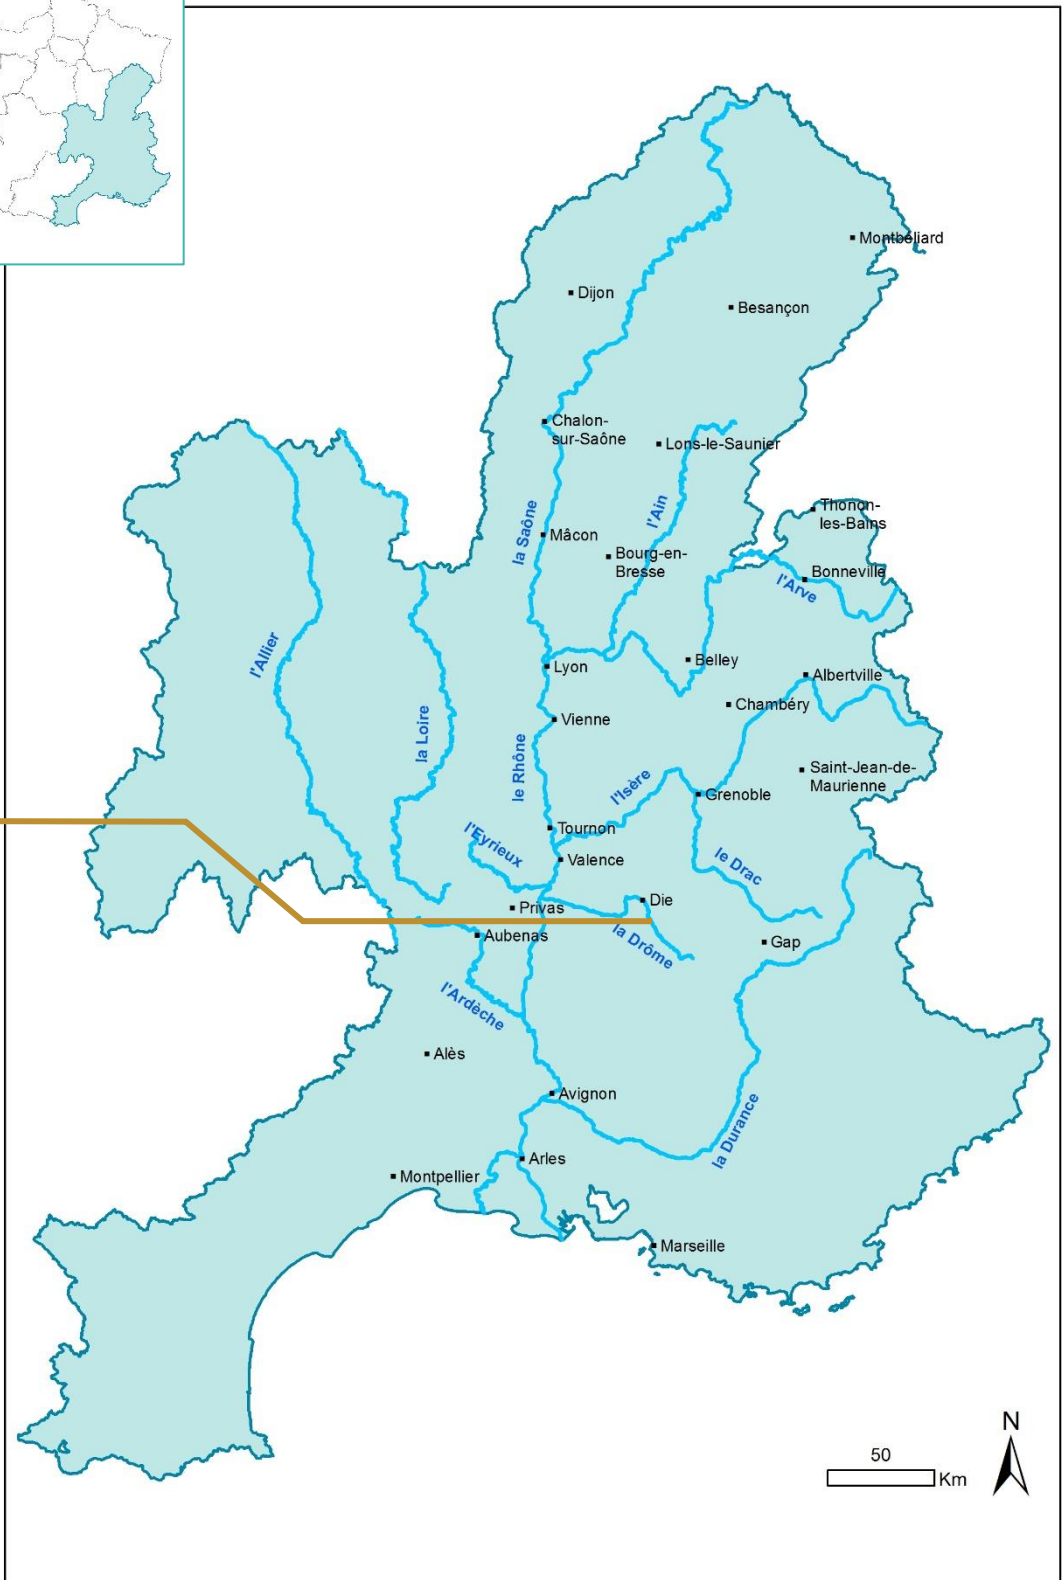 Montbéliard
Dijon
Besançon
Chalon-
sur-Saône
Lons-le-Saunier
l'Ain
Thonon-
les-Bains
la Saône
Mâcon
Bourg-en-
Bresse
Bonneville
l'Arve
l'Allier
Lyon
Belley
Albertville
Chambéry
la Loire
Vienne
le Rhône
Saint-Jean-de-
Maurienne
l'Isère
Grenoble
Tournon
l'Eyrieux
Valence
le Drac
Die
Privas
Aubenas
la Drôme
Gap
l'Ardèche
Alès
Avignon
la Durance
Arles
Montpellier
Marseille
N
50
Km